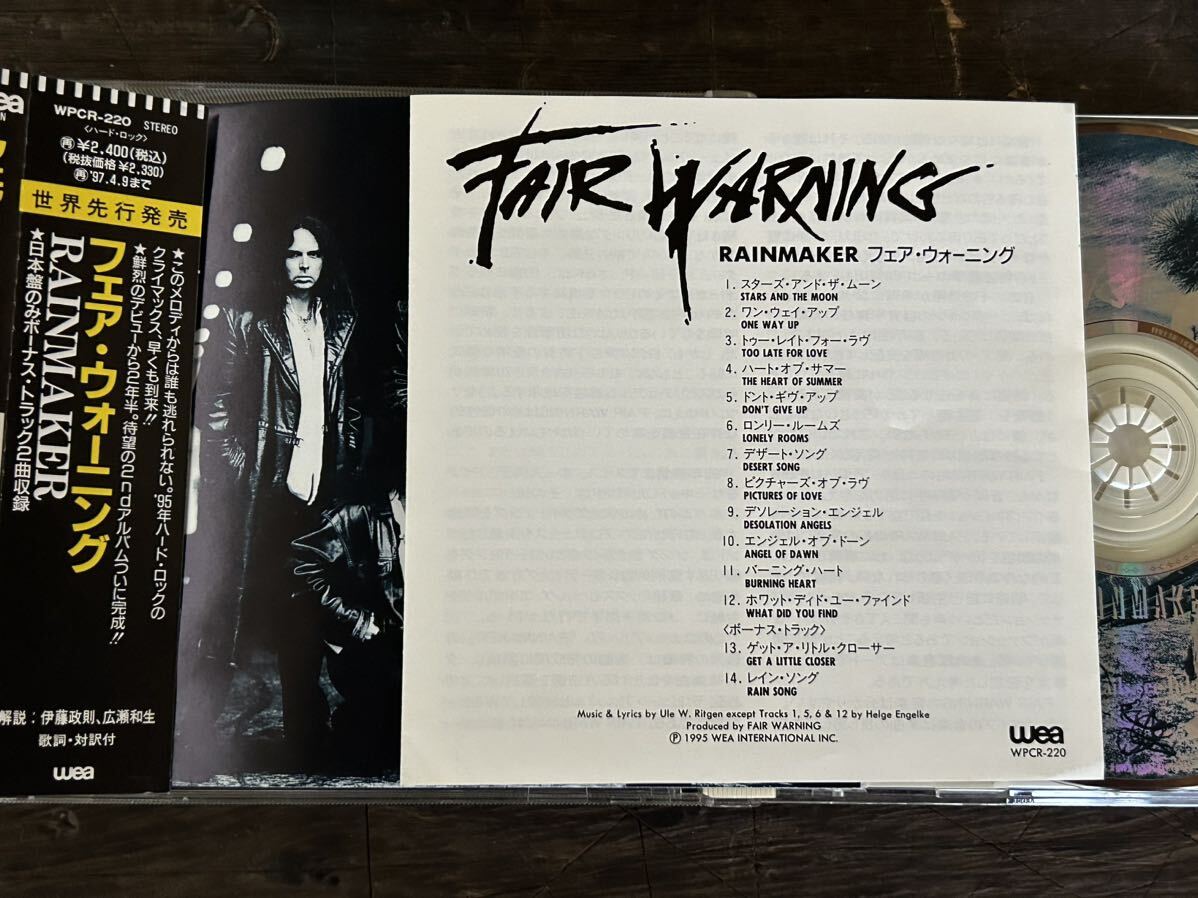 wea
WPCR-220 STEREO
〈ハード・ロック〉
再¥2,400(税込)
(税抜価格¥2,330)
再'97.4.9まで
世界先行発売
★このメロディからは誰も逃れられない。'95年ハード・ロックの
クライマックス、早くも到来!!
★鮮烈のデビューから2年半。待望の2ndアルバムついに完成!!
フェア・ウォーニング
RAINMAKER
★日本盤のみボーナス・トラック2曲収録
解説:伊藤政則、広瀬和生
歌詞・対訳付
wea
FAIR WARNING
RAINMAKER フェア・ウォーニング
1. スターズ・アンド・ザ・ムーン
STARS AND THE MOON
2. ワン・ウェイ・アップ
ONE WAY UP
3. トゥー・レイト・フォー・ラヴ
TOO LATE FOR LOVE
4. ハート・オブ・サマー
THE HEART OF SUMMER
5. ドント・ギヴ・アップ
DON'T GIVE UP
6. ロンリー・ルームズ
LONELY ROOMS
7. デザート・ソング
DESERT SONG
8. ピクチャーズ・オブ・ラヴ
PICTURES OF LOVE
9. デソレーション・エンジェル
DESOLATION ANGELS
10. エンジェル・オブ・ドーン
ANGEL OF DAWN
11. バーニング・ハート
BURNING HEART
12. ホワット・ディド・ユー・ファインド
WHAT DID YOU FIND
〈ボーナス・トラック〉
13. ゲット・ア・リトル・クローサー
GET A LITTLE CLOSER
14. レイン・ソング
RAIN SONG
Music & Lyrics by Ule W. Ritgen except Tracks 1, 5, 6 & 12 by Helge Engelke
Produced by FAIR WARNING
Ⓟ 1995 WEA INTERNATIONAL INC.
wea
WPCR-220